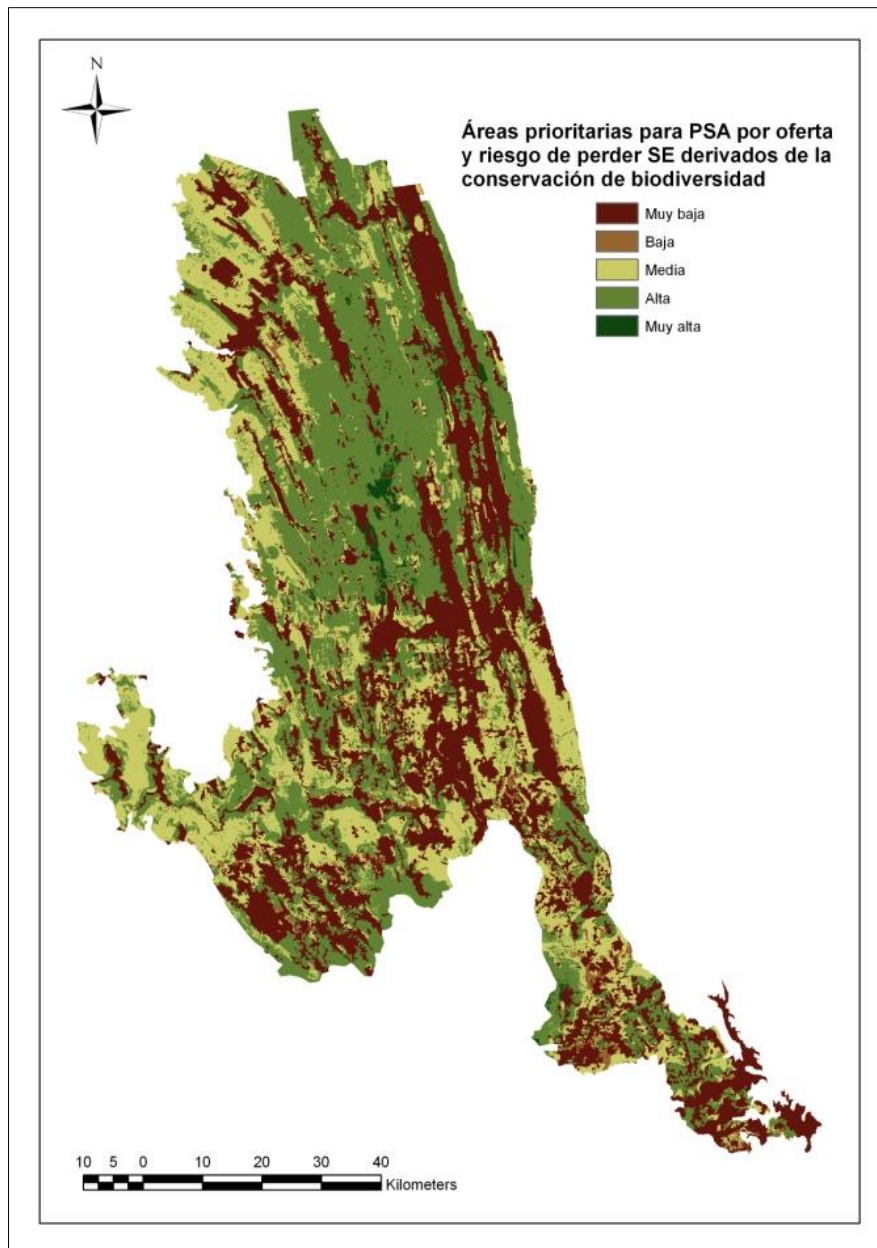 N
Áreas prioritarias para PSA por oferta
y riesgo de perder SE derivados de la
conservación de biodiversidad
Muy baja
Baja
Media
Alta
Muy alta
10 5 0 10 20 30 40
Kilometers